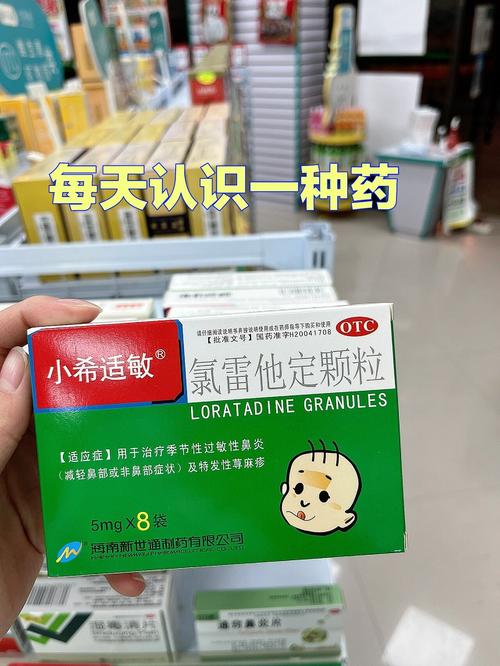 每天认识一种药
请仔细阅读说明书并按说明使用或在药师指导下购买和使用
【批准文号】国药准字H20041708
OTC
小希适敏®
氯雷他定颗粒
LORATADINE GRANULES
【适应症】用于治疗季节性过敏性鼻炎
(减轻鼻部或非鼻部症状)及特发性荨麻疹
5mg×8袋
海南新世通制药有限公司